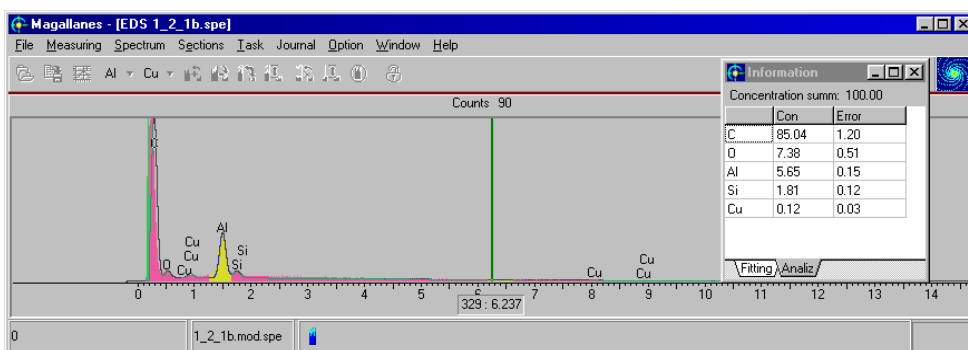 Magallanes - [EDS 1_2_1b.spe]
File Measuring Spectrum Sections Task Journal Option Window Help
Al Cu
Counts 90
Information
Concentration summ: 100.00
Con Error
C 85.04 1.20
O 7.38 0.51
Al 5.65 0.15
Si 1.81 0.12
Cu 0.12 0.03
Fitting Analiz
Al
Cu Si
Cu
O Cu Si
Cu Cu
Cu
0 1 2 3 4 5 6 7 8 9 10 11 12 13 14
329 : 6.237
0 1_2_1b.mod.spe